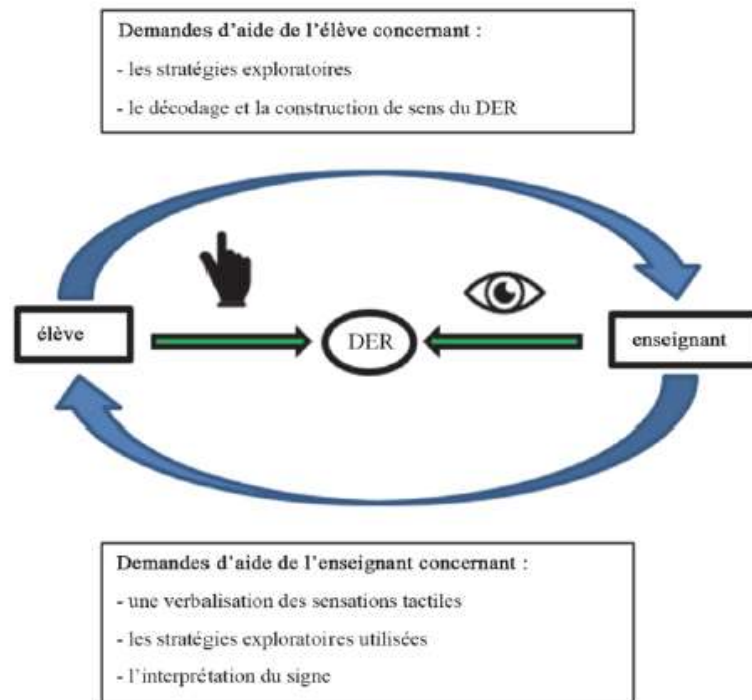 Demandes d'aide de l'élève concernant :
- les stratégies exploratoires
- le décodage et la construction de sens du DER
élève
DER
enseignant
Demandes d'aide de l'enseignant concernant :
- une verbalisation des sensations tactiles
- les stratégies exploratoires utilisées
- l'interprétation du signe